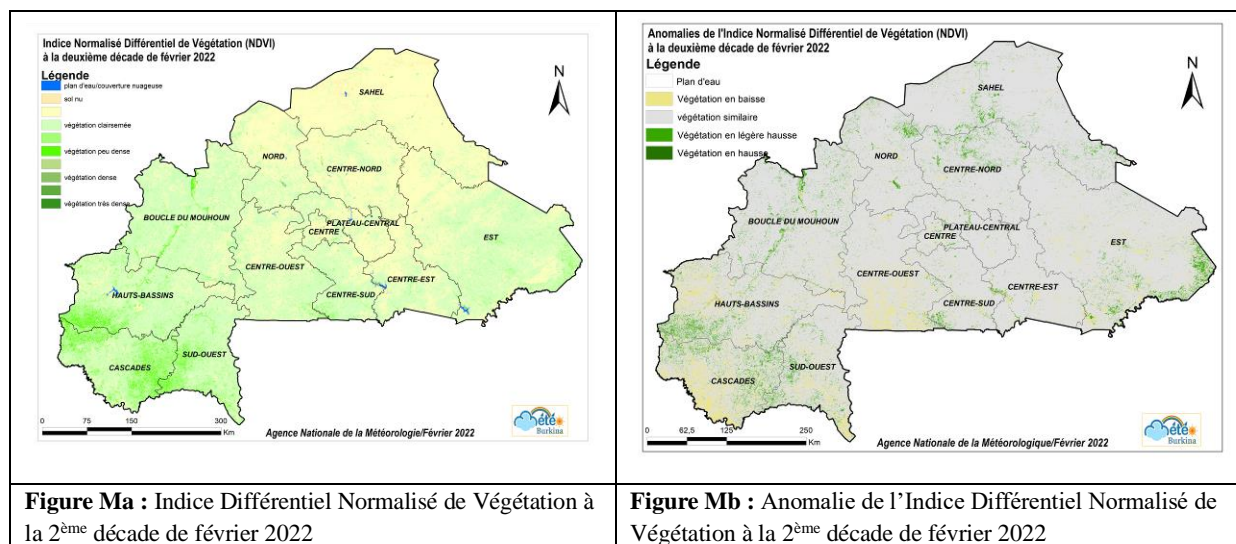 Indice Normalisé Différentiel de Végétation (NDVI)
à la deuxième décade de février 2022
Légende
plan d'eau/couverture nuageuse
sol nu
végétation clairsemée
végétation peu dense
végétation dense
végétation très dense
N
SAHEL
NORD
CENTRE-NORD
BOUCLE DU MOUHOUN
PLATEAU-CENTRAL
CENTRE
EST
CENTRE-OUEST
CENTRE-EST
HAUTS-BASSINS
CENTRE-SUD
SUD-OUEST
CASCADES
0 75 150 300
Km
Agence Nationale de la Météorologie/Février 2022
Météo
Burkina
Anomalies de l'Indice Normalisé Différentiel de Végétation (NDVI)
à la deuxième décade de février 2022
Légende
Plan d'eau
Végétation en baisse
végétation similaire
Végétation en légère hausse
Végétation en hausse
N
SAHEL
NORD
CENTRE-NORD
BOUCLE DU MOUHOUN
PLATEAU-CENTRAL
CENTRE
EST
CENTRE-OUEST
CENTRE-EST
HAUTS-BASSINS
CENTRE-SUD
SUD-OUEST
CASCADES
0 62,5 125 250
Km
Agence Nationale de la Météorologique/Février 2022
Météo
Burkina
Figure Ma : Indice Différentiel Normalisé de Végétation à
la 2ème décade de février 2022
Figure Mb : Anomalie de l’Indice Différentiel Normalisé de
Végétation à la 2ème décade de février 2022